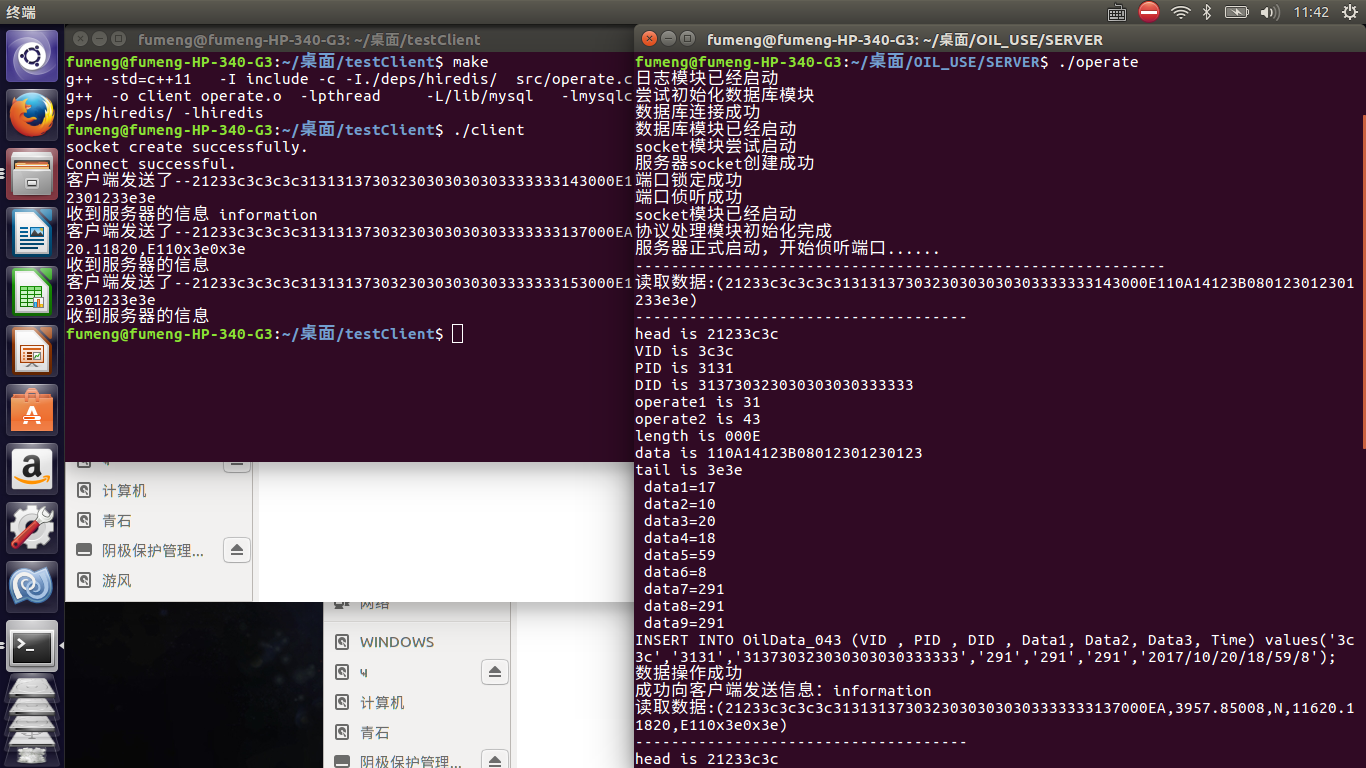 终端
11:42
fumeng@fumeng-HP-340-G3: ~/桌面/testClient
fumeng@fumeng-HP-340-G3:~/桌面/testClient$ make
g++ -std=c++11   -I include -c -I./deps/hiredis/  src/operate.c
g++  -o client operate.o  -lpthread     -L/lib/mysql   -lmysqlc
eps/hiredis/ -lhiredis
fumeng@fumeng-HP-340-G3:~/桌面/testClient$ ./client
socket create successfully.
Connect successful.
客户端发送了--21233c3c3c3c313131373032303030303033333333143000E1
2301233e3e
收到服务器的信息 information
客户端发送了--21233c3c3c3c313131373032303030303033333333137000EA
20.11820,E110x3e0x3e
收到服务器的信息
客户端发送了--21233c3c3c3c313131373032303030303033333333153000E1
2301233e3e
收到服务器的信息
fumeng@fumeng-HP-340-G3:~/桌面/testClient$
计算机
青石
阴极保护管理...
游风
网络
WINDOWS
计算机
青石
阴极保护管理...
fumeng@fumeng-HP-340-G3: ~/桌面/OIL_USE/SERVER
fumeng@fumeng-HP-340-G3:~/桌面/OIL_USE/SERVER$ ./operate
日志模块已经启动
尝试初始化数据库模块
数据库连接成功
数据库模块已经启动
socket模块尝试启动
服务器socket创建成功
端口锁定成功
端口侦听成功
socket模块已经启动
协议处理模块初始化完成
服务器正式启动，开始侦听端口......
--------------------------------------------------------------
读取数据:(21233c3c3c3c313131373032303030303033333333143000E110A14123B080123012301
233e3e)
---------------------------------------
head is 21233c3c
VID is 3c3c
PID is 3131
DID is 3137303230303030303333333
operate1 is 31
operate2 is 43
length is 000E
data is 110A14123B08012301230123
tail is 3e3e
data1=17
data2=10
data3=20
data4=18
data5=59
data6=8
data7=291
data8=291
data9=291
INSERT INTO OilData_043 (VID , PID , DID , Data1, Data2, Data3, Time) values('3c
3c','3131','3137303230303030303333333','291','291','291','2017/10/20/18/59/8');
数据操作成功
成功向客户端发送信息：information
读取数据:(21233c3c3c3c313131373032303030303033333333137000EA,3957.85008,N,11620.1
1820,E110x3e0x3e)
---------------------------------------
head is 21233c3c